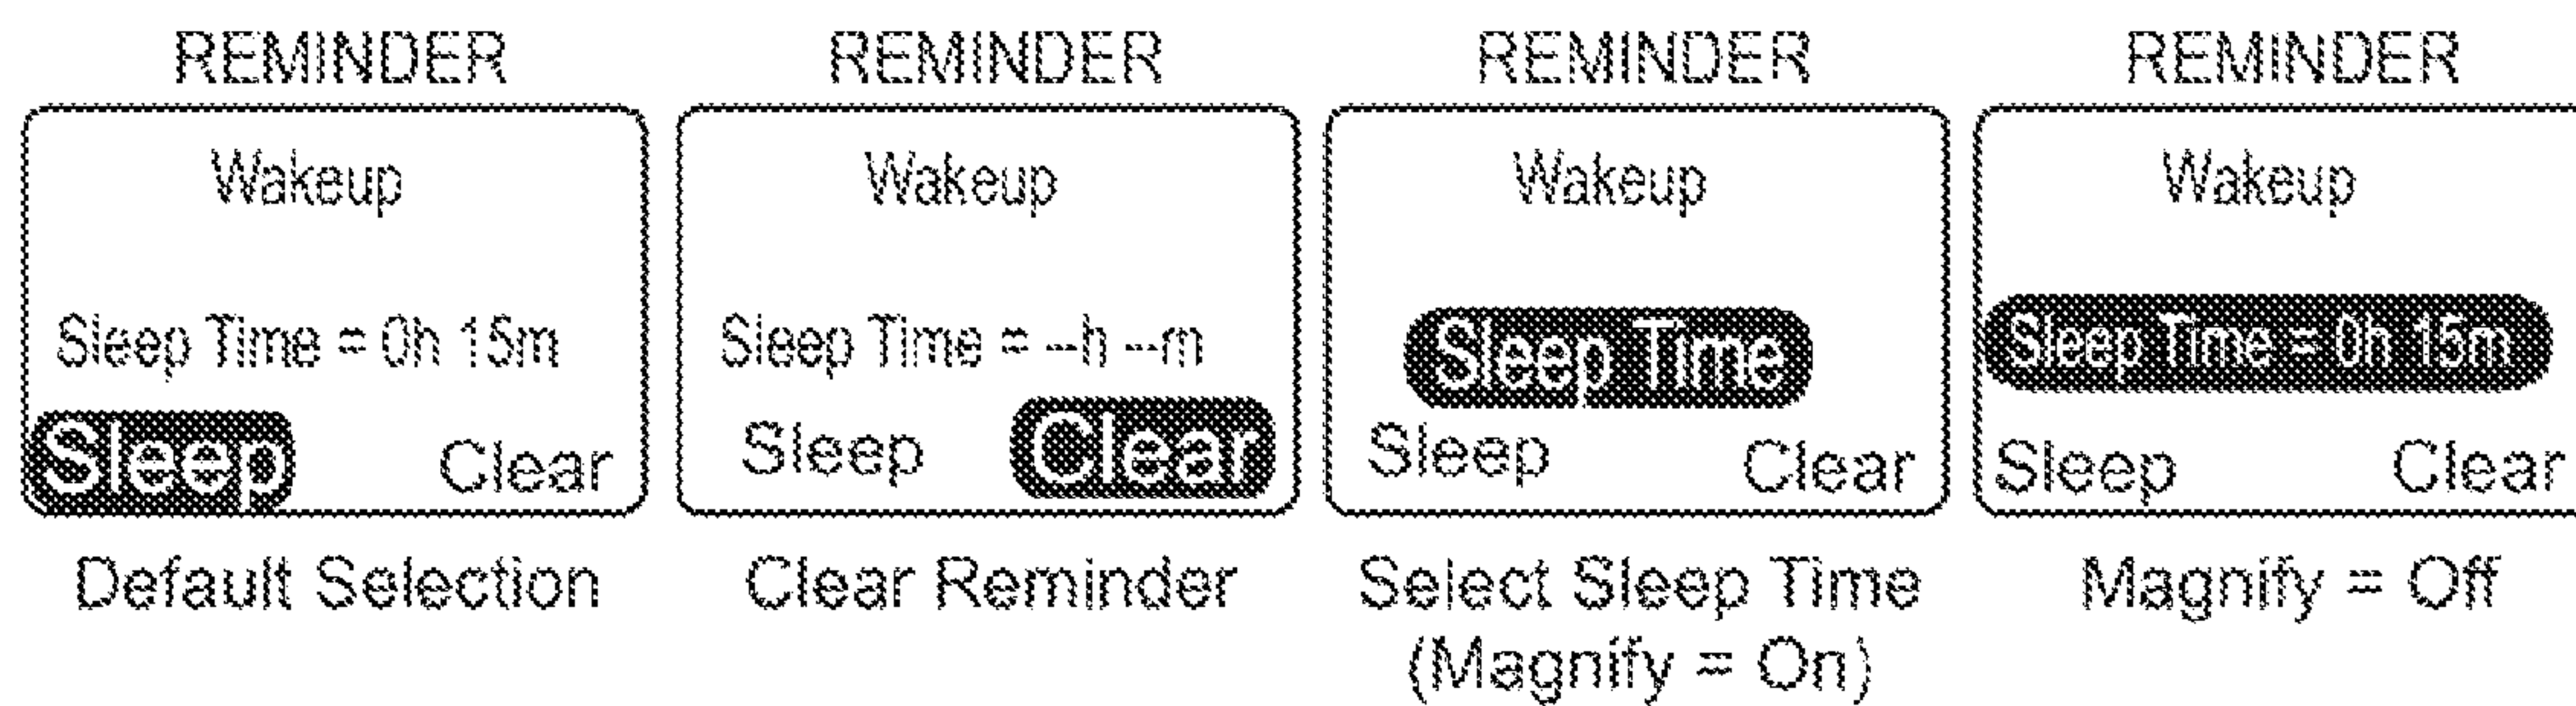 REMINDER
Wakeup
Sleep Time = 0h 15m
Sleep Clear
Default Selection
REMINDER
Wakeup
Sleep Time = --h --m
Sleep Clear
Clear Reminder
REMINDER
Wakeup
Sleep Time
Sleep Clear
Select Sleep Time
(Magnify = On)
REMINDER
Wakeup
Sleep Time = 0h 15m
Sleep Clear
Magnify = Off